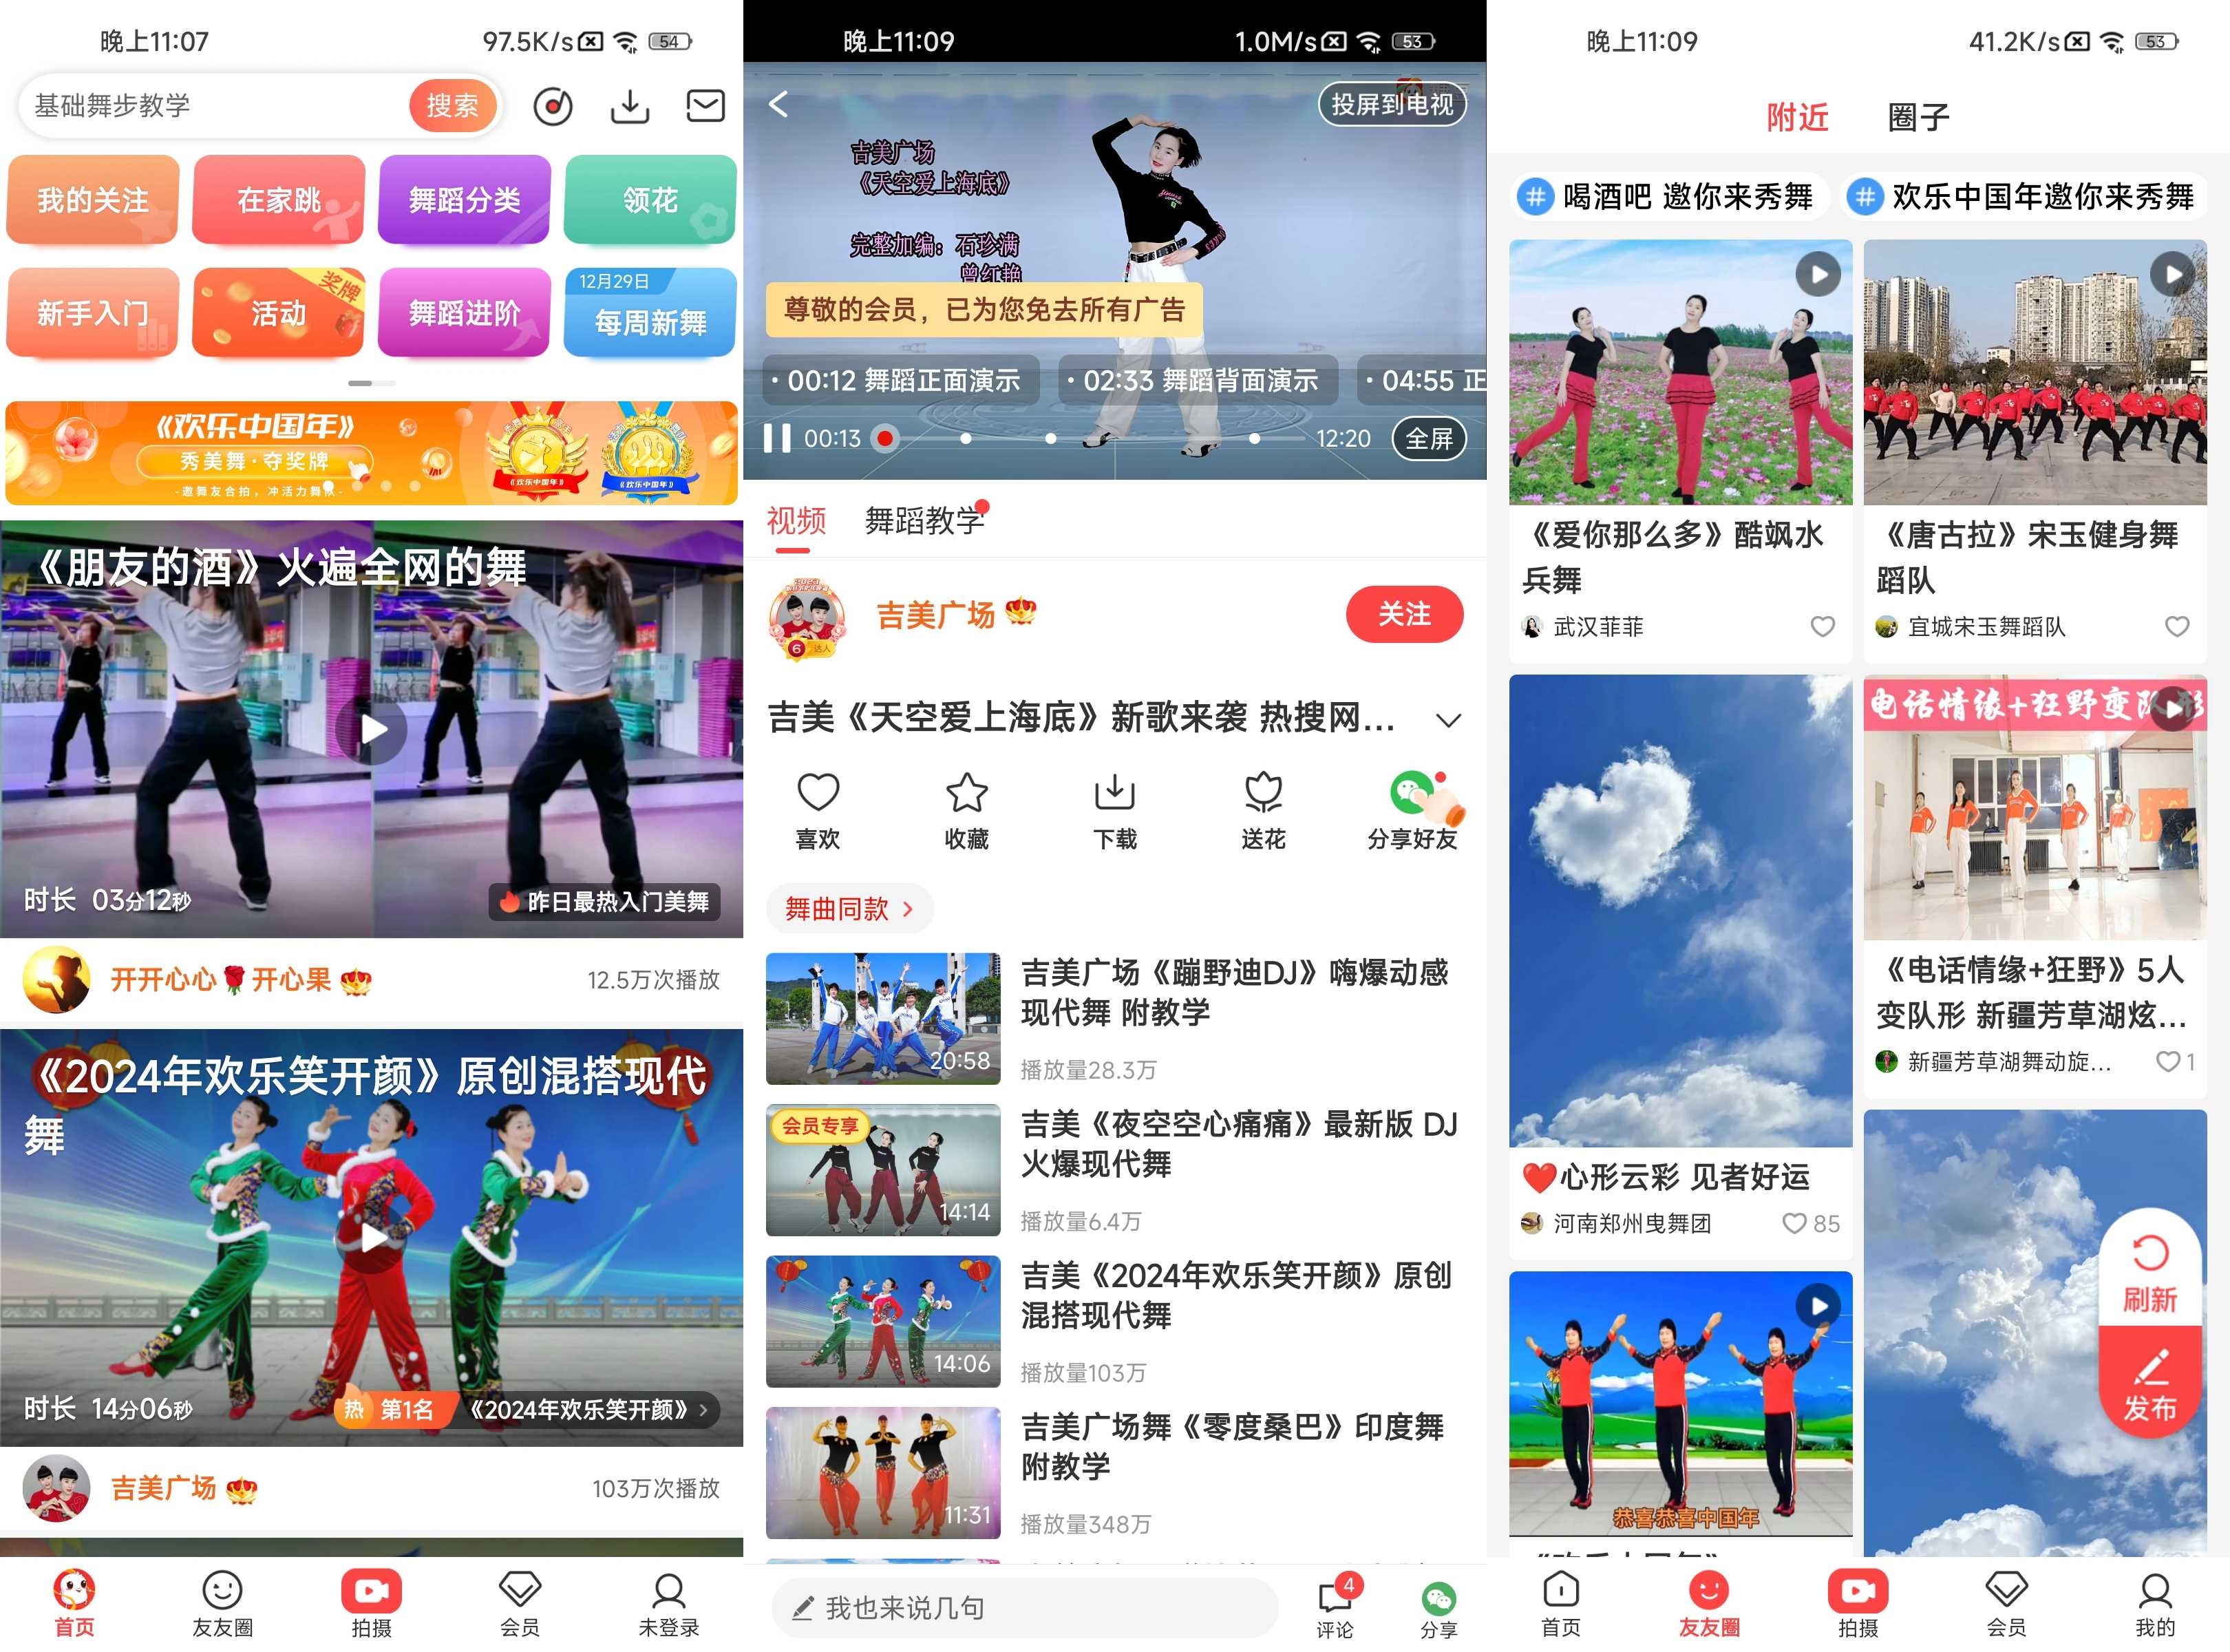 晚上11:07
97.5K/s
54
基础舞步教学
搜索
我的关注
在家跳
舞蹈分类
领花
新手入门
活动
奖牌
舞蹈进阶
12月29日
每周新舞
《欢乐中国年》
秀美舞·夺奖牌
-邀舞友合拍，冲活力舞队-
《欢乐中国年》
《欢乐中国年》
《朋友的酒》火遍全网的舞
时长 03分12秒
昨日最热入门美舞
开开心心🌹开心果
12.5万次播放
《2024年欢乐笑开颜》原创混搭现代
舞
时长 14分06秒
热 第1名
《2024年欢乐笑开颜》 >
吉美广场
103万次播放
首页
友友圈
拍摄
会员
未登录
晚上11:09
1.0M/s
53
投屏到电视
吉美广场
《天空爱上海底》
完整加编：石珍满
曾红艳
尊敬的会员，已为您免去所有广告
· 00:12 舞蹈正面演示
· 02:33 舞蹈背面演示
· 04:55 正
00:13
12:20
全屏
视频
舞蹈教学
2023
6 达人
吉美广场
关注
吉美《天空爱上海底》新歌来袭 热搜网...
喜欢
收藏
下载
送花
分享好友
舞曲同款 >
20:58
吉美广场《蹦野迪DJ》嗨爆动感
现代舞 附教学
播放量28.3万
会员专享
14:14
吉美《夜空空心痛痛》最新版 DJ
火爆现代舞
播放量6.4万
14:06
吉美《2024年欢乐笑开颜》原创
混搭现代舞
播放量103万
11:31
吉美广场舞《零度桑巴》印度舞
附教学
播放量348万
我也来说几句
4
评论
分享
晚上11:09
41.2K/s
53
附近
圈子
# 喝酒吧 邀你来秀舞
# 欢乐中国年邀你来秀舞
《爱你那么多》酷飒水
兵舞
武汉菲菲
《唐古拉》宋玉健身舞
蹈队
宜城宋玉舞蹈队
❤️心形云彩 见者好运
河南郑州曳舞团
85
电话情缘+狂野变队形
《电话情缘+狂野》5人
变队形 新疆芳草湖炫...
新疆芳草湖舞动旋...
1
恭喜恭喜中国年
刷新
发布
首页
友友圈
拍摄
会员
我的